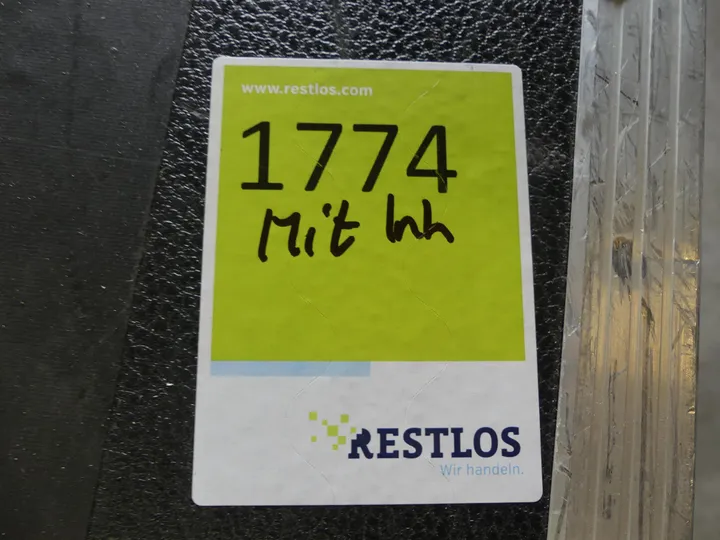 www.restlos.com
1774
Mit Inh
RESTLOS
Wir handeln.